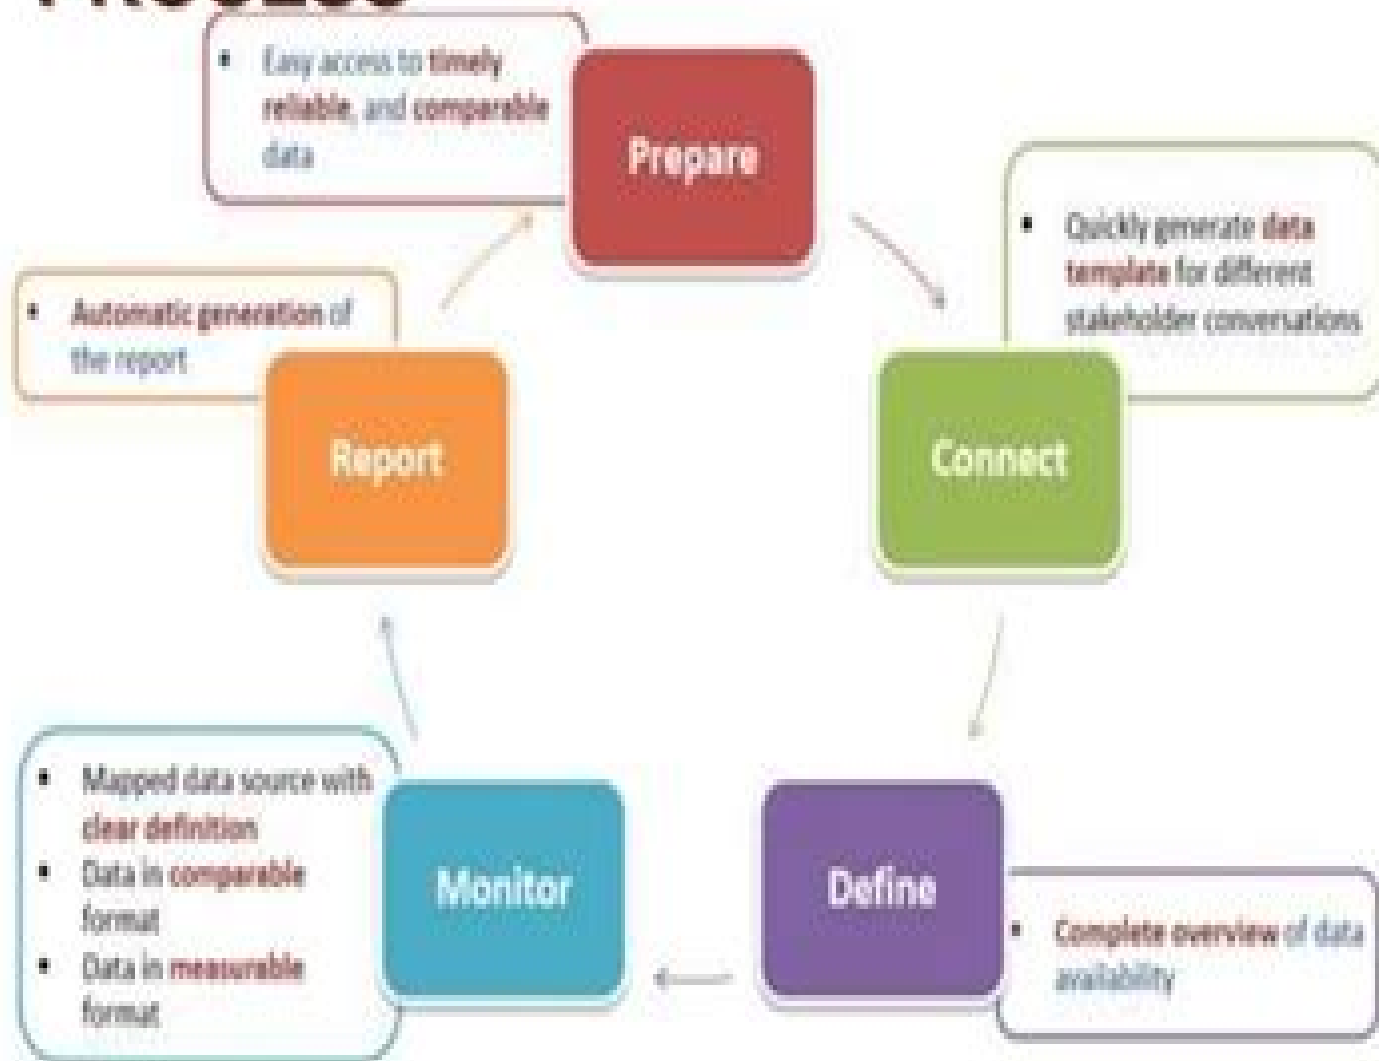 PROCESS
Easy access to timely
reliable, and comparable
data
Prepare
Quickly generate data
template for different
stakeholder conversations
Connect
Complete overview of data
availability
Define
Mapped data source with
clear definition
Data in comparable
format
Data in measurable
format
Monitor
Automatic generation of
the report
Report